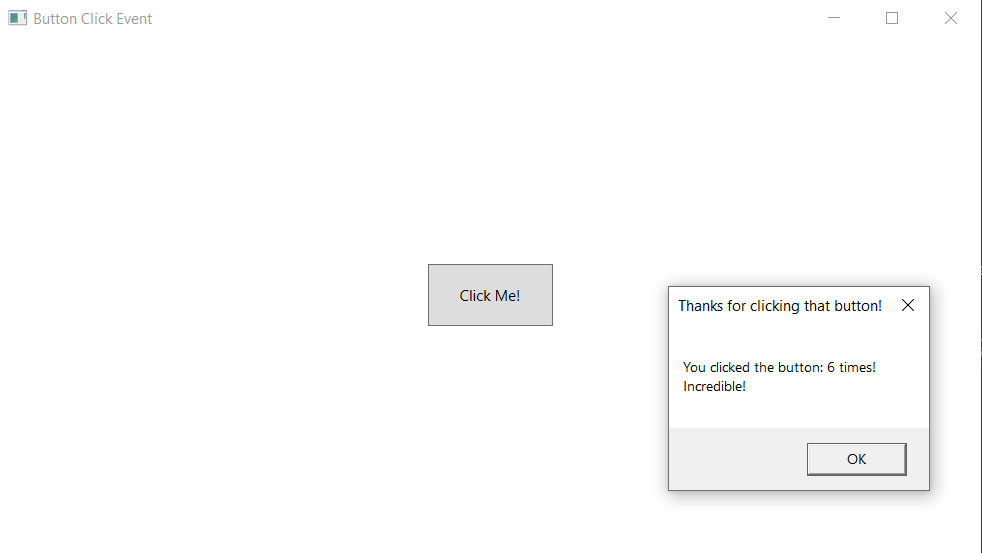 Button Click Event
Click Me!
Thanks for clicking that button!
You clicked the button: 6 times!
Incredible!
OK